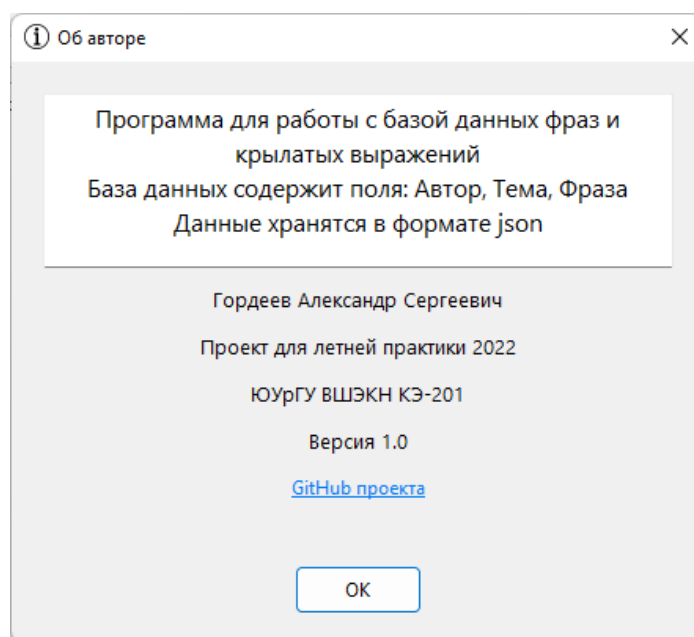 Об авторе
Программа для работы с базой данных фраз и
крылатых выражений
База данных содержит поля: Автор, Тема, Фраза
Данные хранятся в формате json
Гордеев Александр Сергеевич
Проект для летней практики 2022
ЮУрГУ ВШЭКН КЭ-201
Версия 1.0
GitHub проекта
ОК